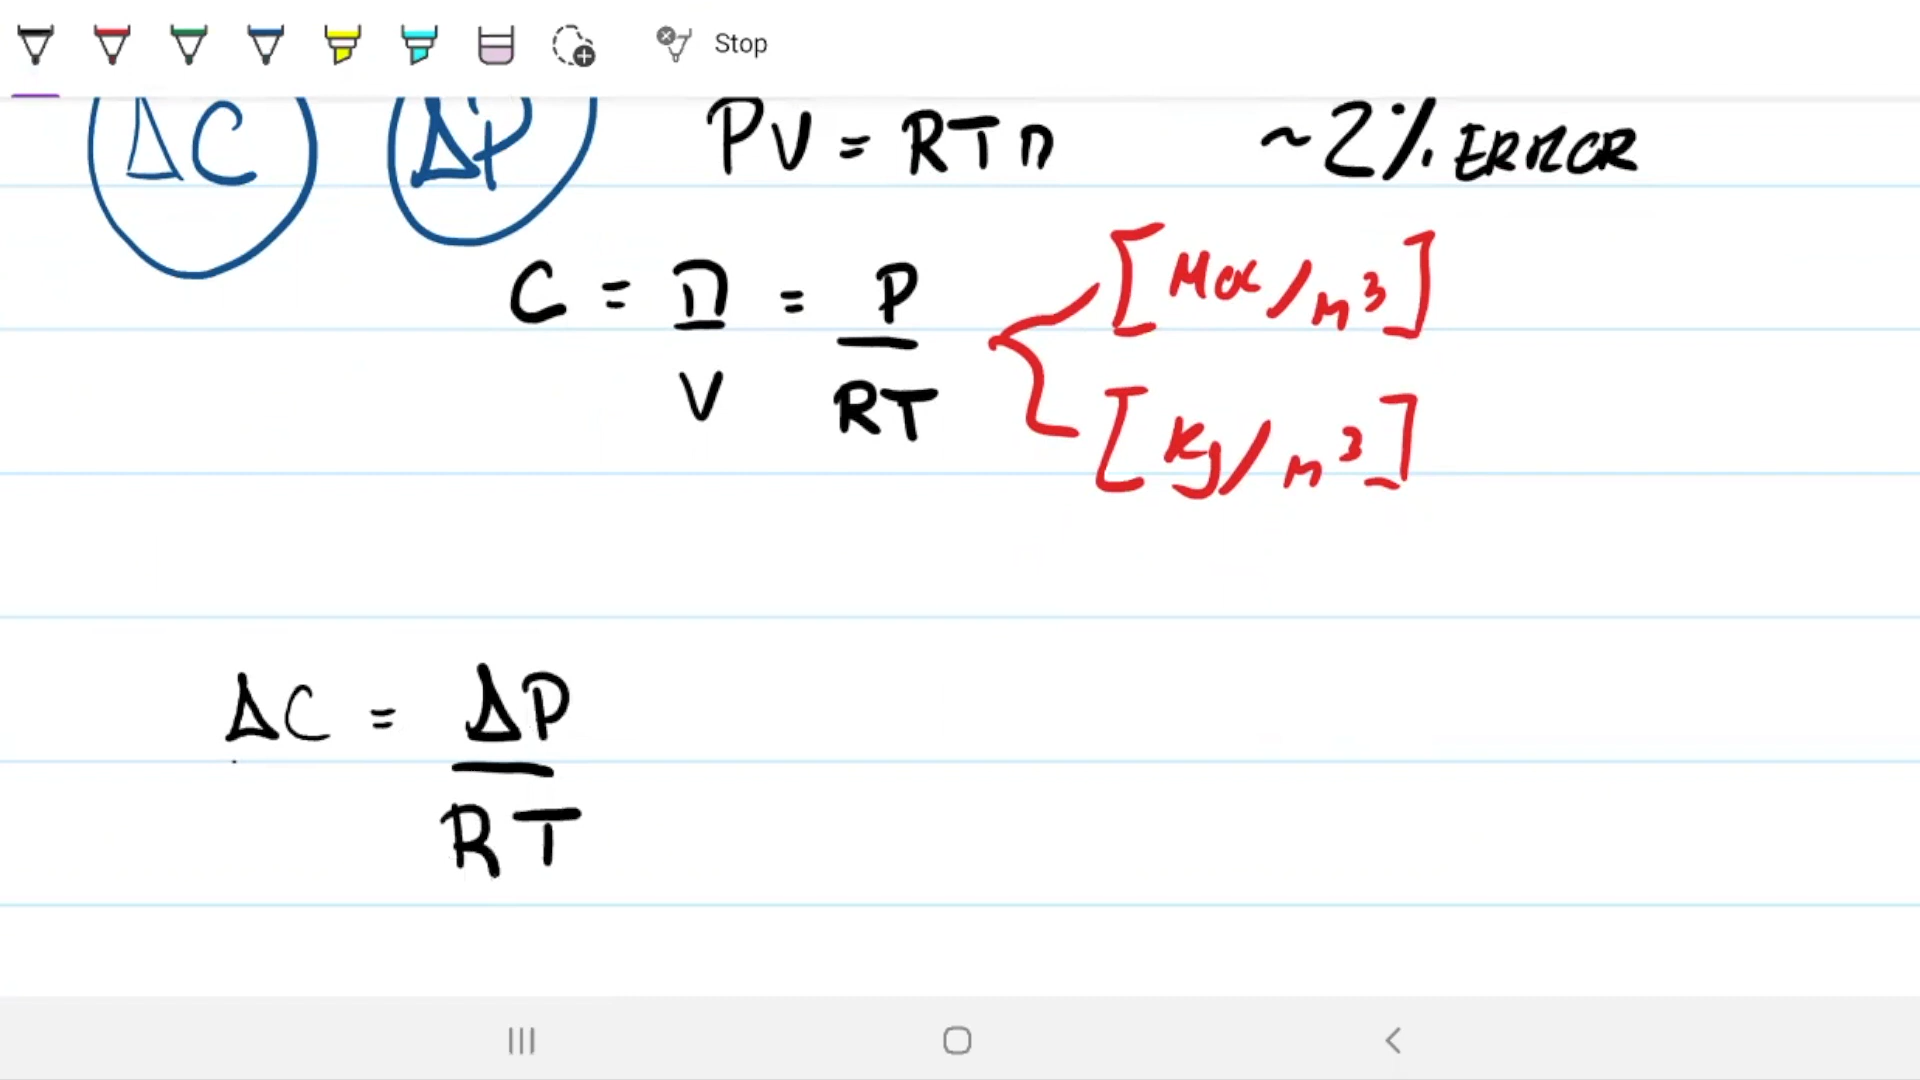 Stop
ΔC ΔP PV = RTn ~2% ERROR
C = n/V = P/RT [Mol/m³]
[Kg/m³]
ΔC = ΔP/RT